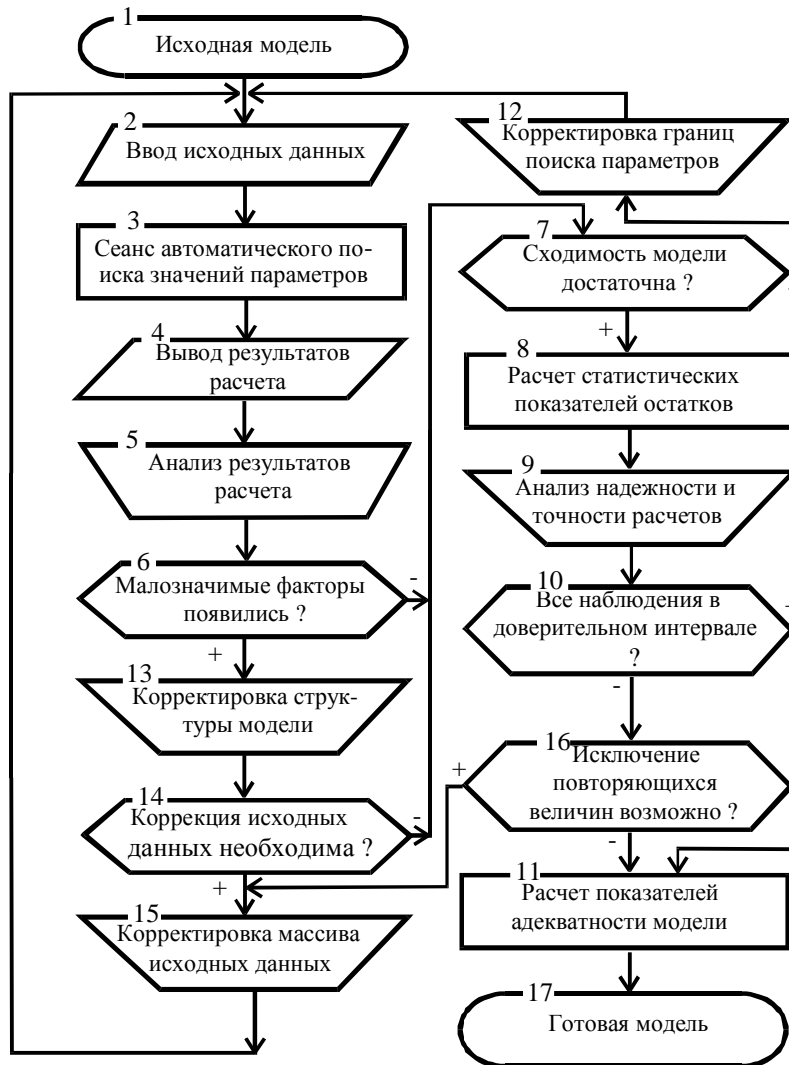 1
Исходная модель
2
Ввод исходных данных
3
Сеанс автоматического по-
иска значений параметров
4
Вывод результатов
расчета
5
Анализ результатов
расчета
6
Малозначимые факторы
появились ?
-
+
13
Корректировка струк-
туры модели
14
Коррекция исходных
данных необходима ?
-
+
15
Корректировка массива
исходных данных
12
Корректировка границ
поиска параметров
7
Сходимость модели
достаточна ?
+
8
Расчет статистических
показателей остатков
9
Анализ надежности и
точности расчетов
10
Все наблюдения в
доверительном интервале
?
-
16
Исключение
повторяющихся
величин возможно ?
+
-
11
Расчет показателей
адекватности модели
17
Готовая модель